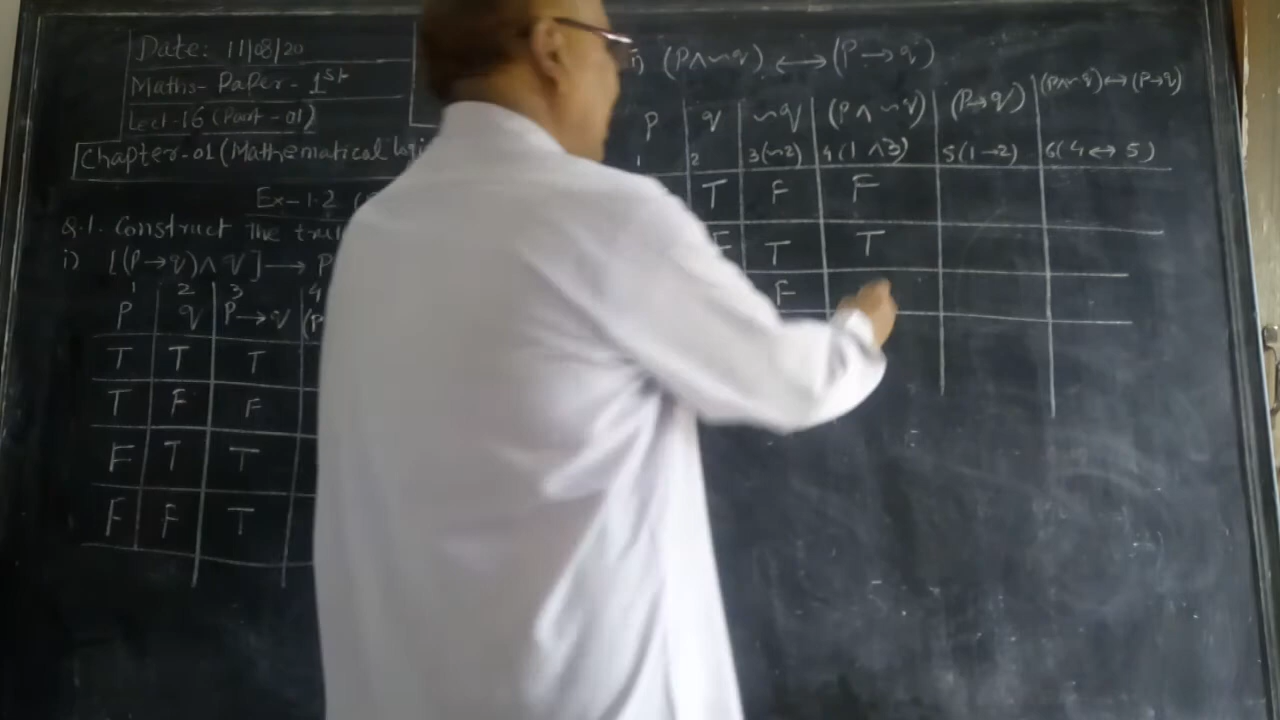 Date: 11/08/20
Maths- Paper - 1st
Lect-16 (Part - 01)
Chapter-01 (Mathematical logi
Ex-1.2 (
Q.1. Construct the tru
i) [(P→q)∧q]→P
1 2 3 4
P q P→q (P
T T T
T F F
F T T
F F T
i) (P∧~q) ↔ (P→q)
P q ~q (P∧~q) (P→q) (P∧~q)↔(P→q)
1 2 3(~2) 4(1∧3) 5(1→2) 6(4↔5)
T F F
F T T
F